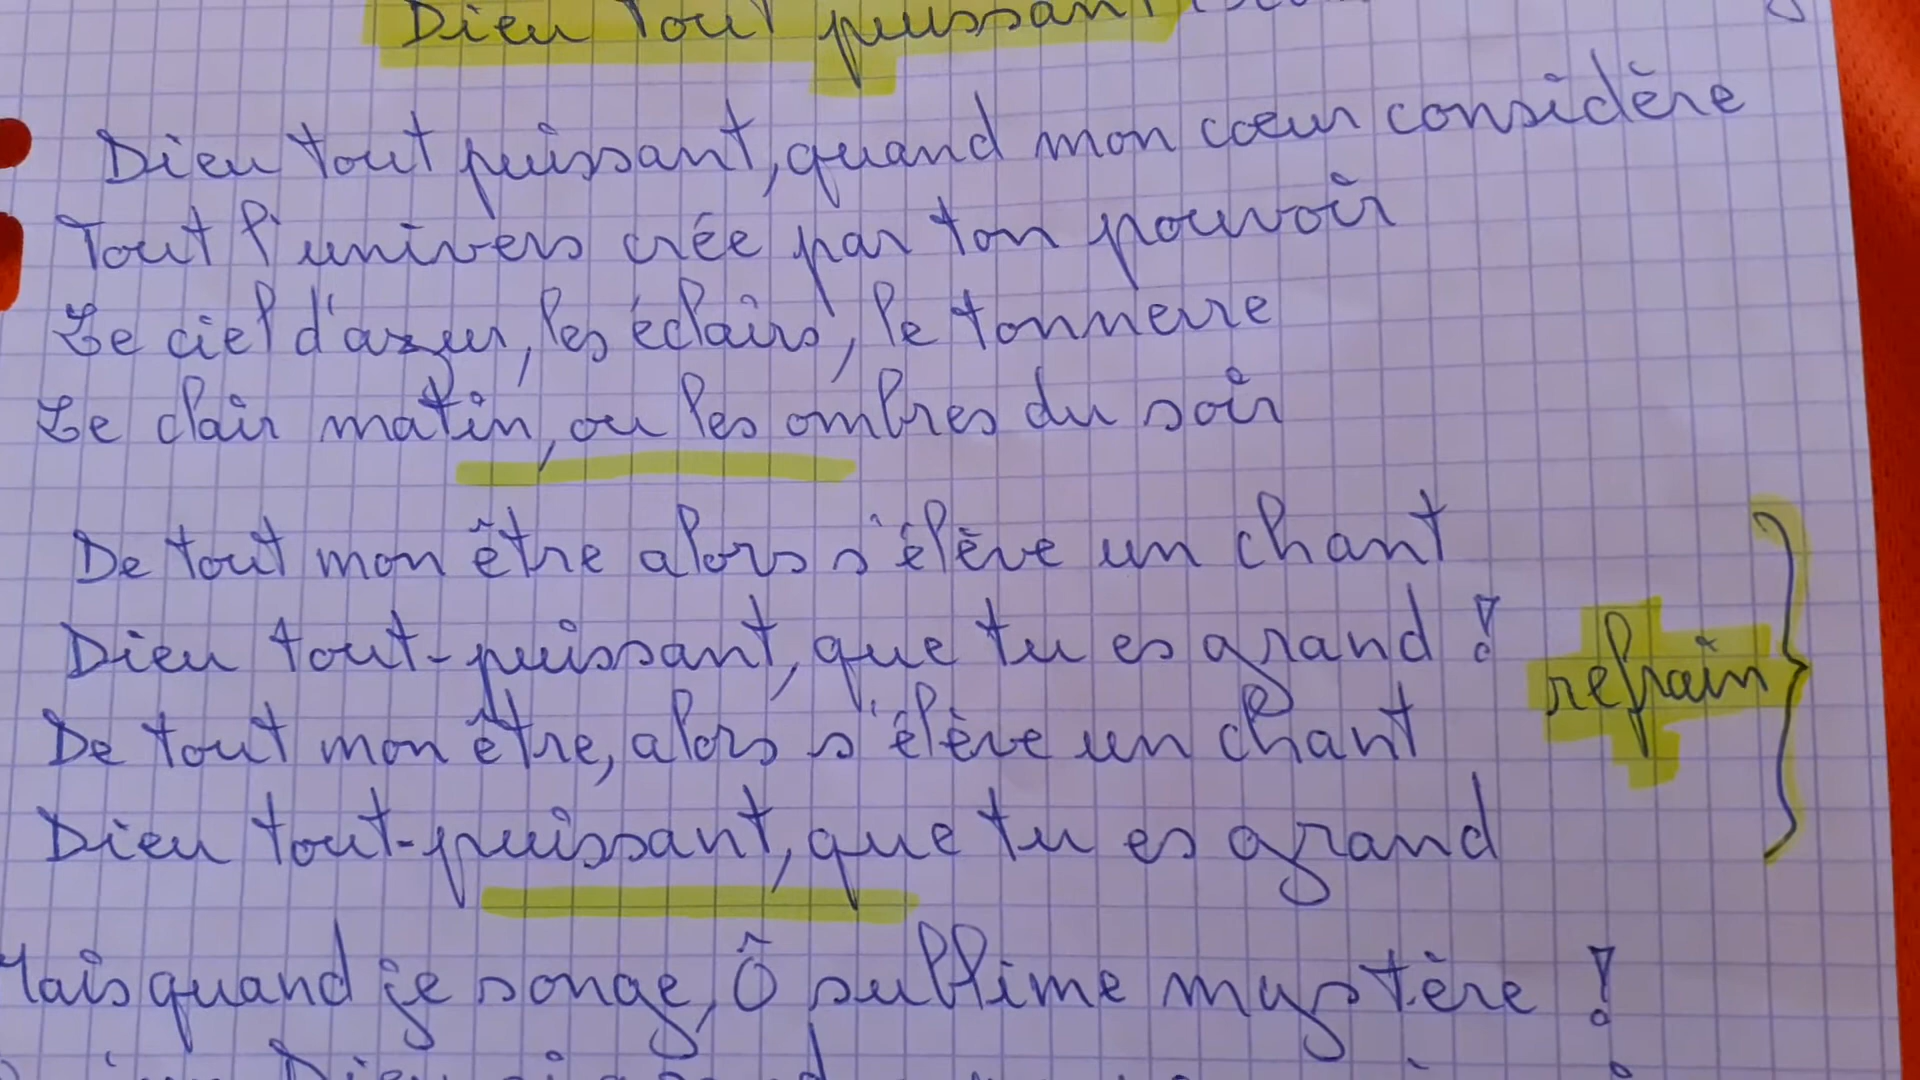 Dieu Tout puissant
Dieu tout puissant, quand mon cœur considère
Tout l'univers crée par ton pouvoir
Le ciel d'azur, les éclairs, le tonnerre
Le clair matin, ou les ombres du soir
De tout mon être alors s'élève un chant
Dieu tout-puissant, que tu es grand !
refrain
De tout mon être, alors s'élève un chant
Dieu tout-puissant, que tu es grand
Mais quand je songe, Ô sublime mystère !